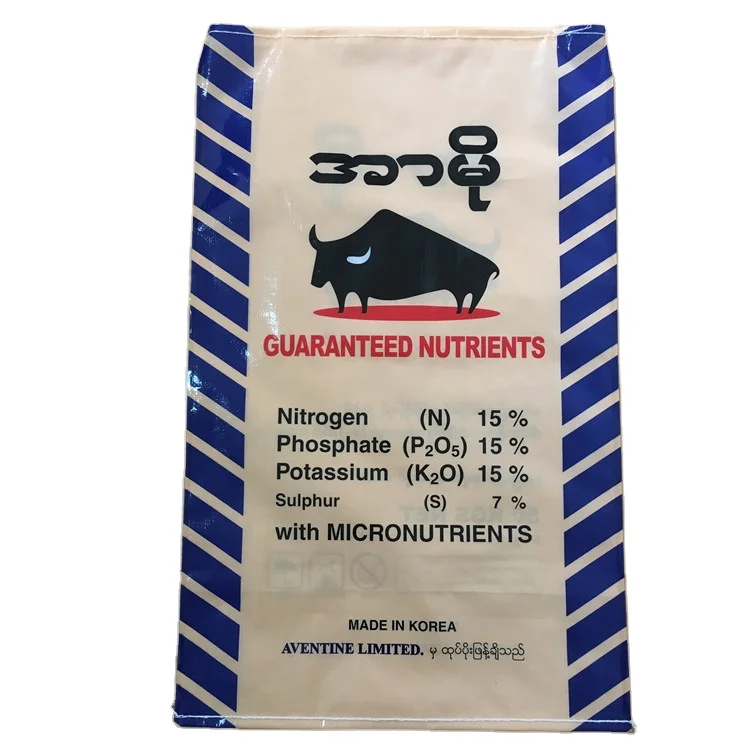 အာမို
GUARANTEED NUTRIENTS
Nitrogen (N) 15 %
Phosphate (P₂O₅) 15 %
Potassium (K₂O) 15 %
Sulphur (S) 7 %
with MICRONUTRIENTS
MADE IN KOREA
AVENTINE LIMITED. မှ ထုပ်ပိုးဖြန့်ချိသည်